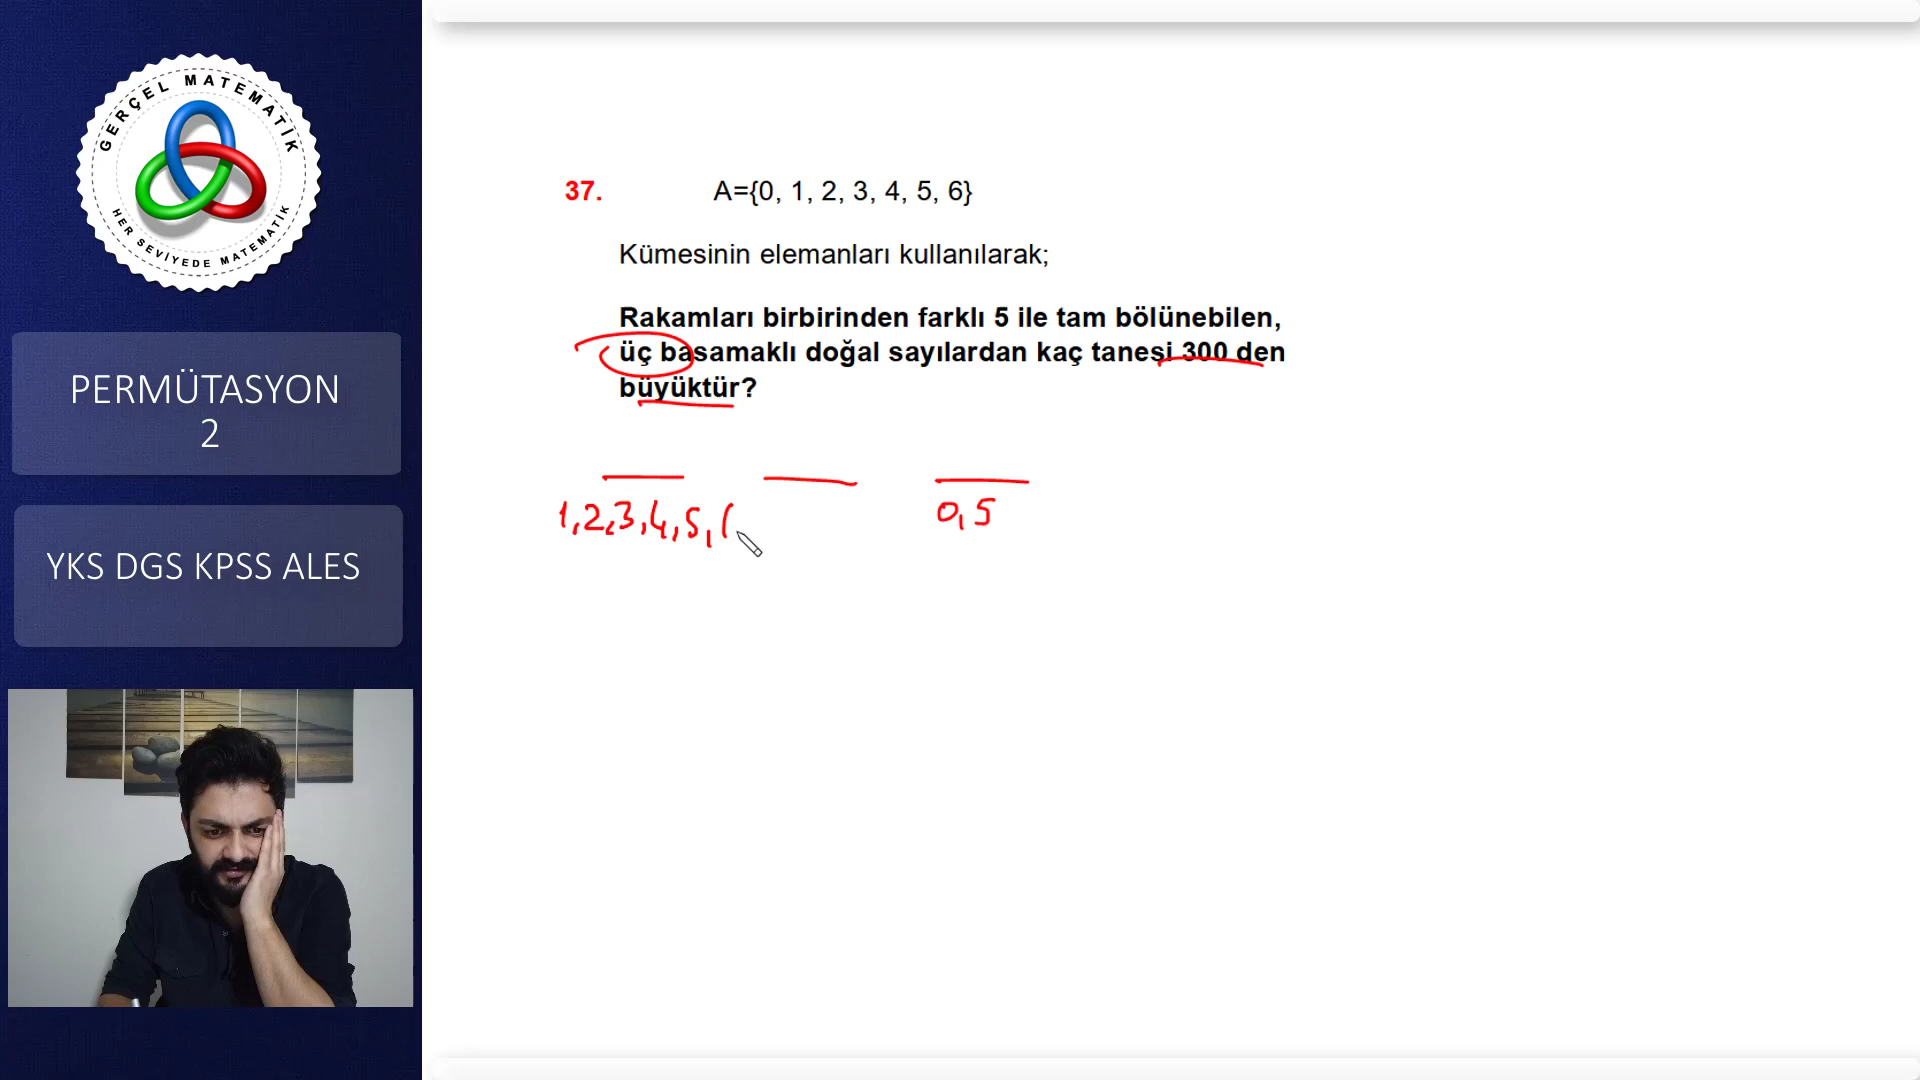 GERÇEL MATEMATİK
HER SEVİYEDE MATEMATİK
PERMÜTASYON
2
YKS DGS KPSS ALES
37. A={0, 1, 2, 3, 4, 5, 6}
Kümesinin elemanları kullanılarak;
Rakamları birbirinden farklı 5 ile tam bölünebilen,
üç basamaklı doğal sayılardan kaç tanesi 300 den
büyüktür?
1,2,3,4,5,(
0,5